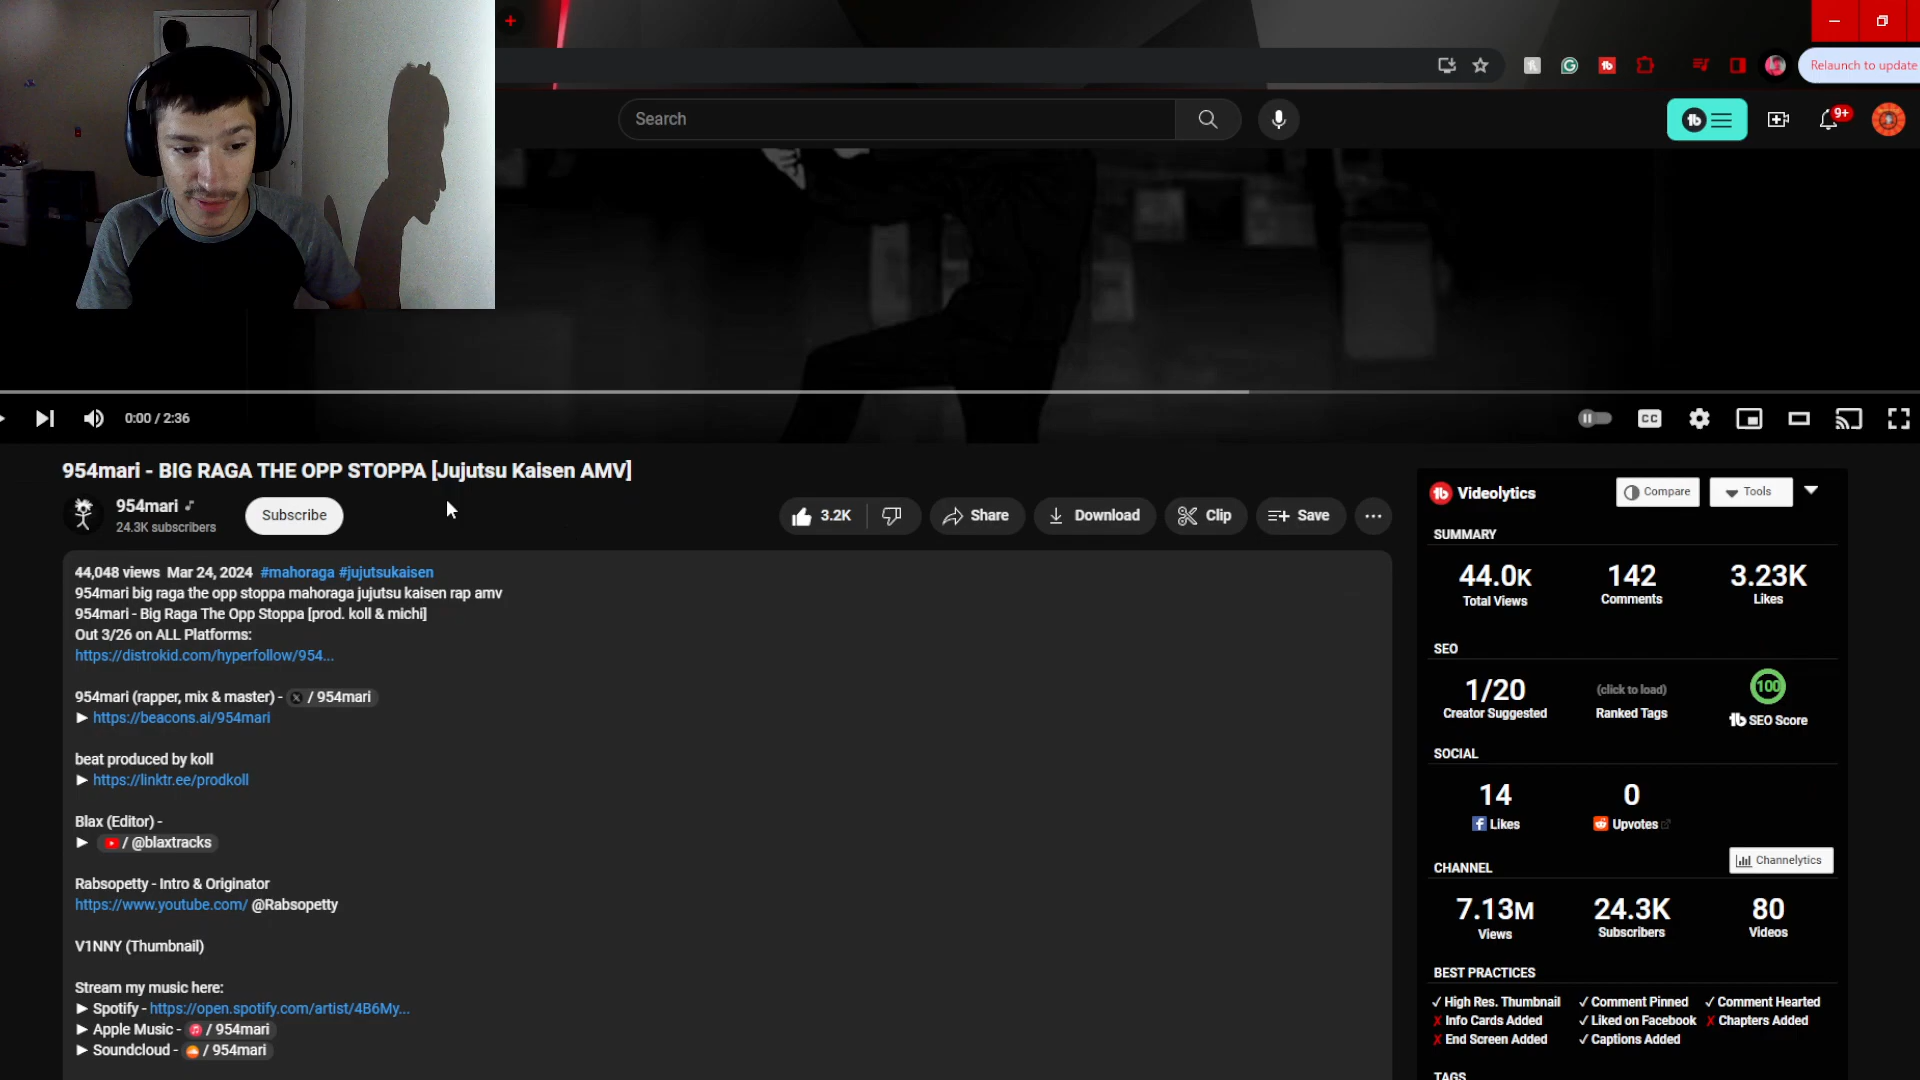 Relaunch to update
Search
9+
0:00 / 2:36
CC
954mari - BIG RAGA THE OPP STOPPA [Jujutsu Kaisen AMV]
954mari
24.3K subscribers
Subscribe
3.2K
Share
Download
Clip
Save
44,048 views Mar 24, 2024 #mahoraga #jujutsukaisen
954mari big raga the opp stoppa mahoraga jujutsu kaisen rap amv
954mari - Big Raga The Opp Stoppa [prod. koll & michi]
Out 3/26 on ALL Platforms:
https://distrokid.com/hyperfollow/954...
954mari (rapper, mix & master) - / 954mari
► https://beacons.ai/954mari
beat produced by koll
► https://linktr.ee/prodkoll
Blax (Editor) -
► / @blaxtracks
Rabsopetty - Intro & Originator
https://www.youtube.com/ @Rabsopetty
V1NNY (Thumbnail)
Stream my music here:
► Spotify - https://open.spotify.com/artist/4B6My...
► Apple Music - / 954mari
► Soundcloud - / 954mari
Videolytics
Compare
Tools
SUMMARY
44.0K 142 3.23K
Total Views Comments Likes
SEO
1/20 (click to load) 100
Creator Suggested Ranked Tags tb SEO Score
SOCIAL
14 0
Likes Upvotes
CHANNEL
Channelytics
7.13M 24.3K 80
Views Subscribers Videos
BEST PRACTICES
✓ High Res. Thumbnail ✓ Comment Pinned ✓ Comment Hearted
✗ Info Cards Added ✓ Liked on Facebook ✗ Chapters Added
✗ End Screen Added ✓ Captions Added
TAGS